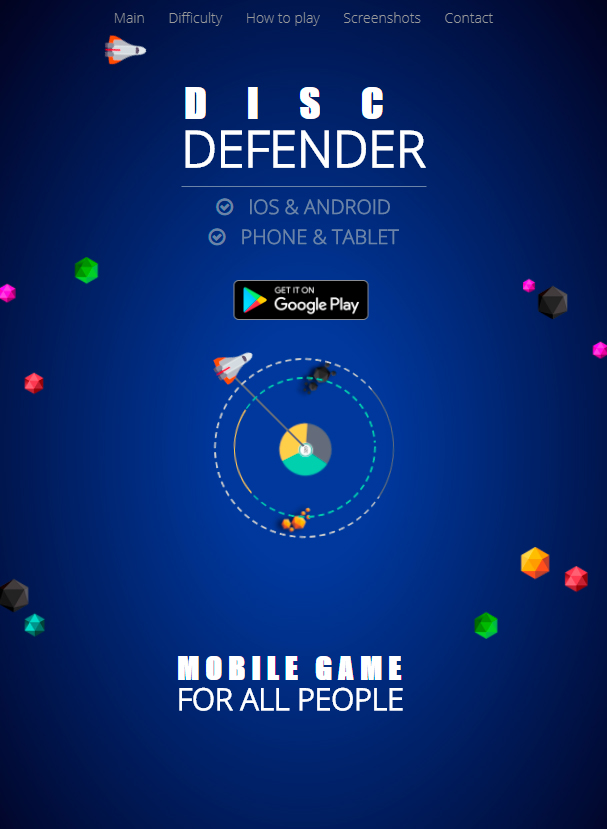 Main Difficulty How to play Screenshots Contact
DISC
DEFENDER
IOS & ANDROID
PHONE & TABLET
GET IT ON
Google Play
MOBILE GAME
FOR ALL PEOPLE